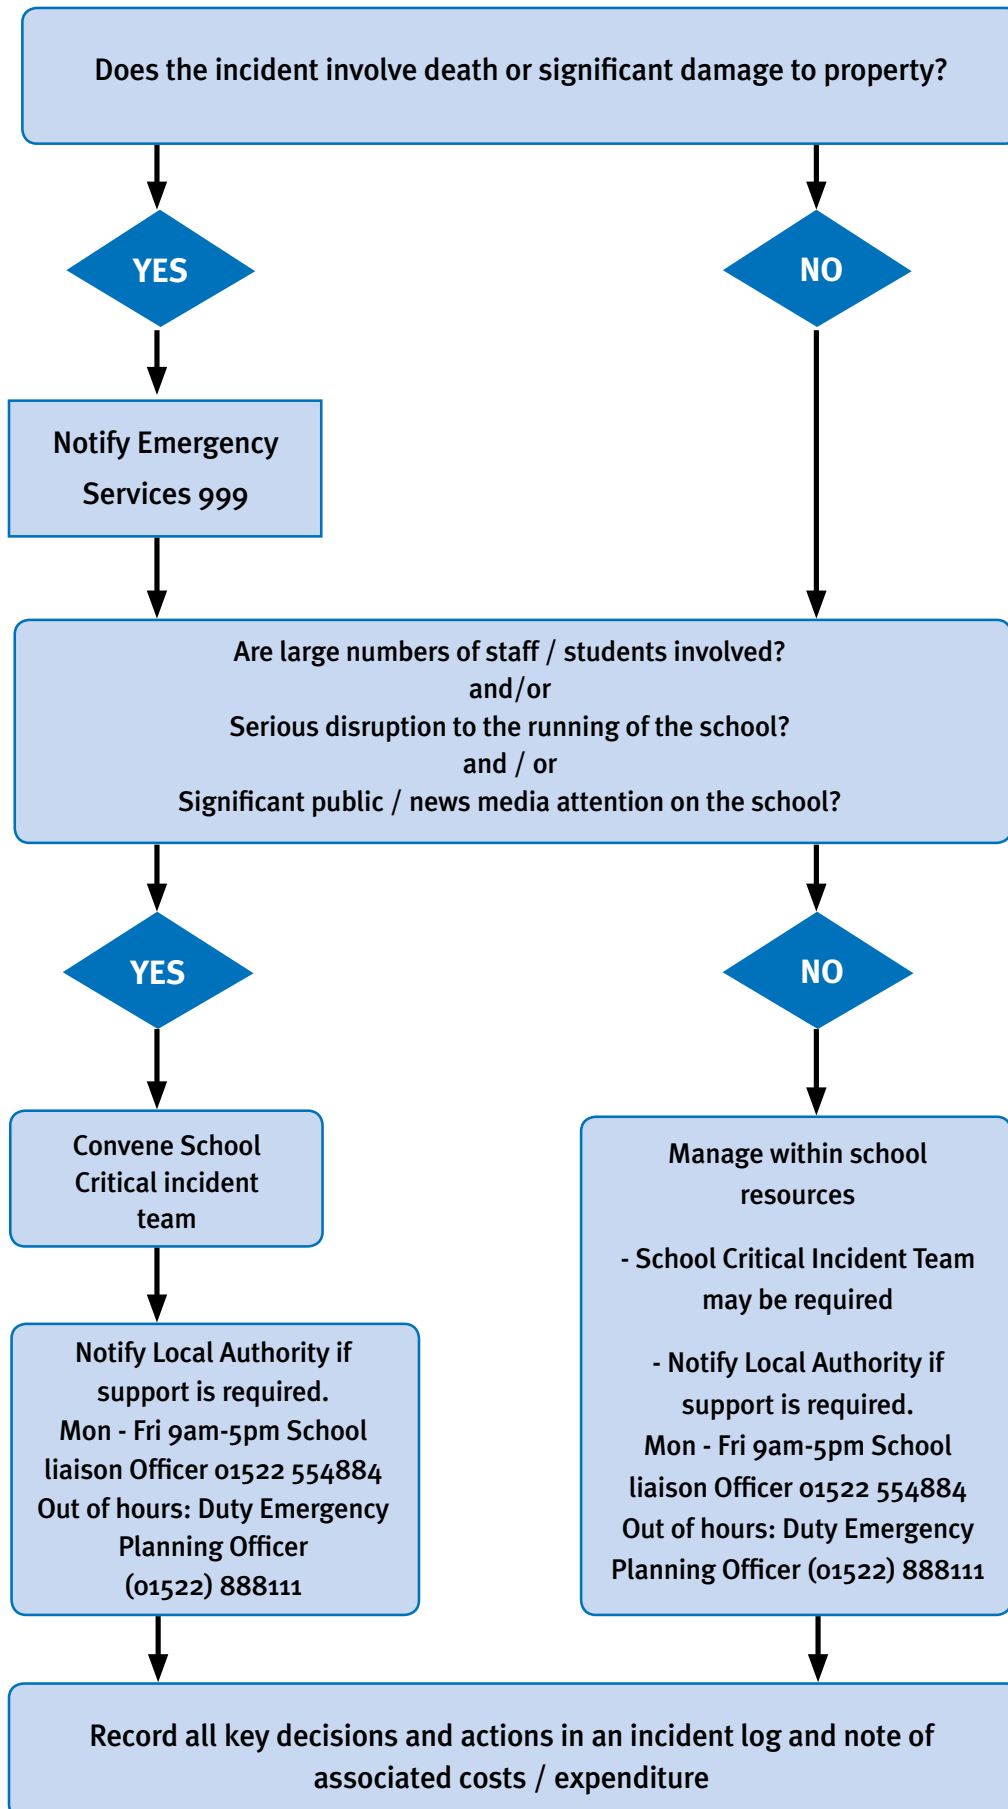 Does the incident involve death or significant damage to property?
YES
NO
Notify Emergency
Services 999
Are large numbers of staff / students involved?
and/or
Serious disruption to the running of the school?
and / or
Significant public / news media attention on the school?
YES
NO
Convene School
Critical incident
team
Notify Local Authority if
support is required.
Mon - Fri 9am-5pm School
liaison Officer 01522 554884
Out of hours: Duty Emergency
Planning Officer
(01522) 888111
Manage within school
resources
- School Critical Incident Team
may be required
- Notify Local Authority if
support is required.
Mon - Fri 9am-5pm School
liaison Officer 01522 554884
Out of hours: Duty Emergency
Planning Officer (01522) 888111
Record all key decisions and actions in an incident log and note of
associated costs / expenditure